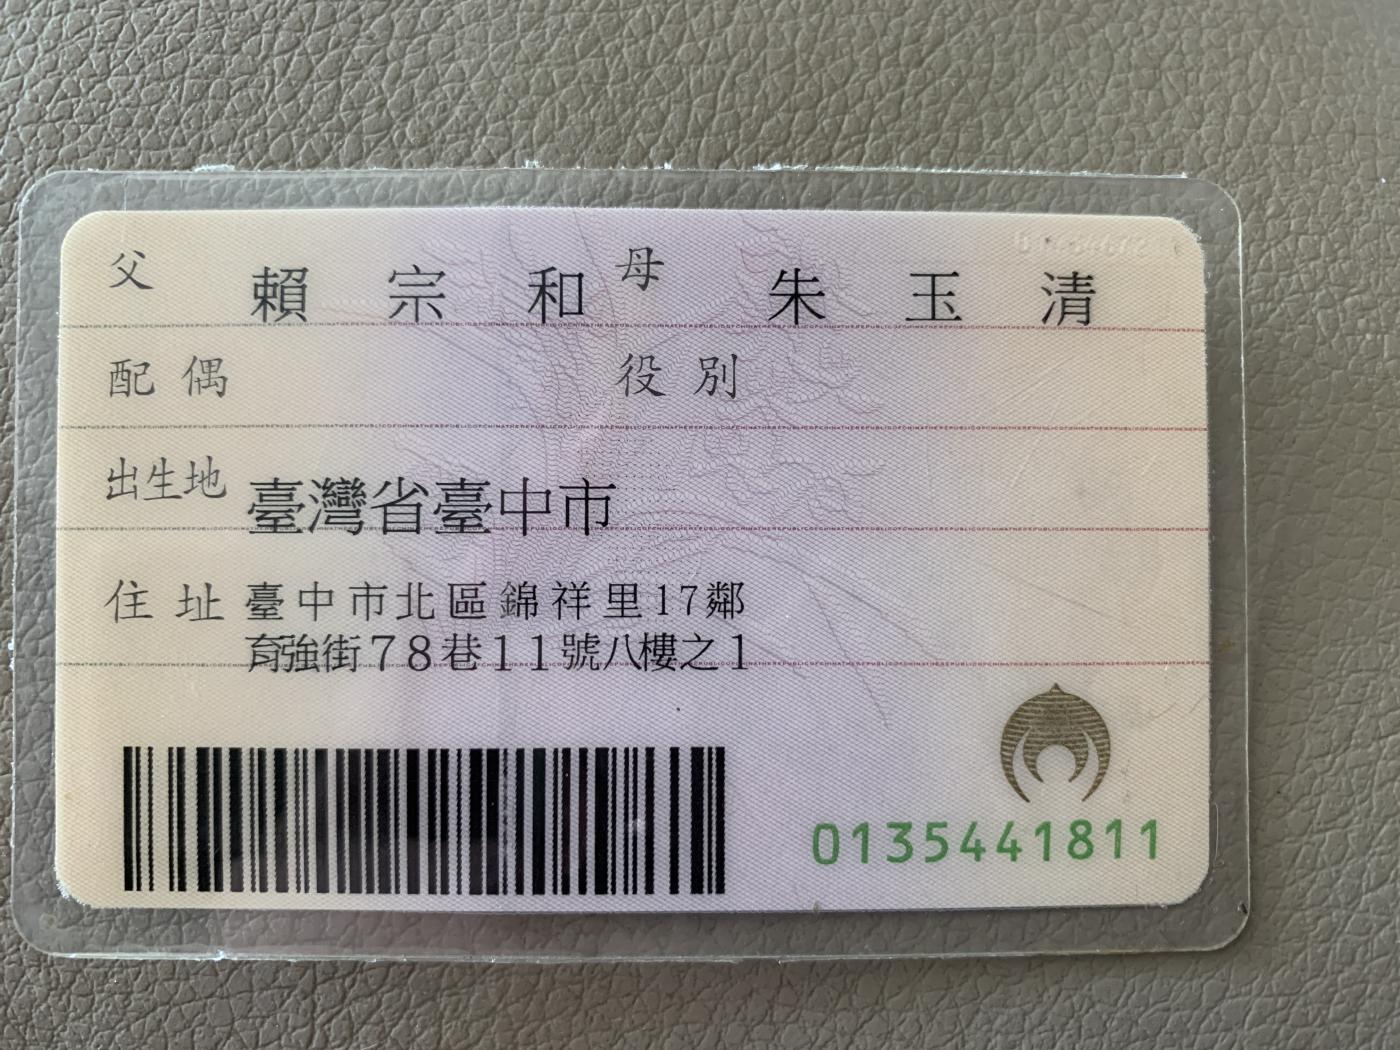 父 賴宗和 母 朱玉清
配偶 役別
出生地 臺灣省臺中市
住址 臺中市北區錦祥里17鄰
育強街78巷11號八樓之1
0135441811